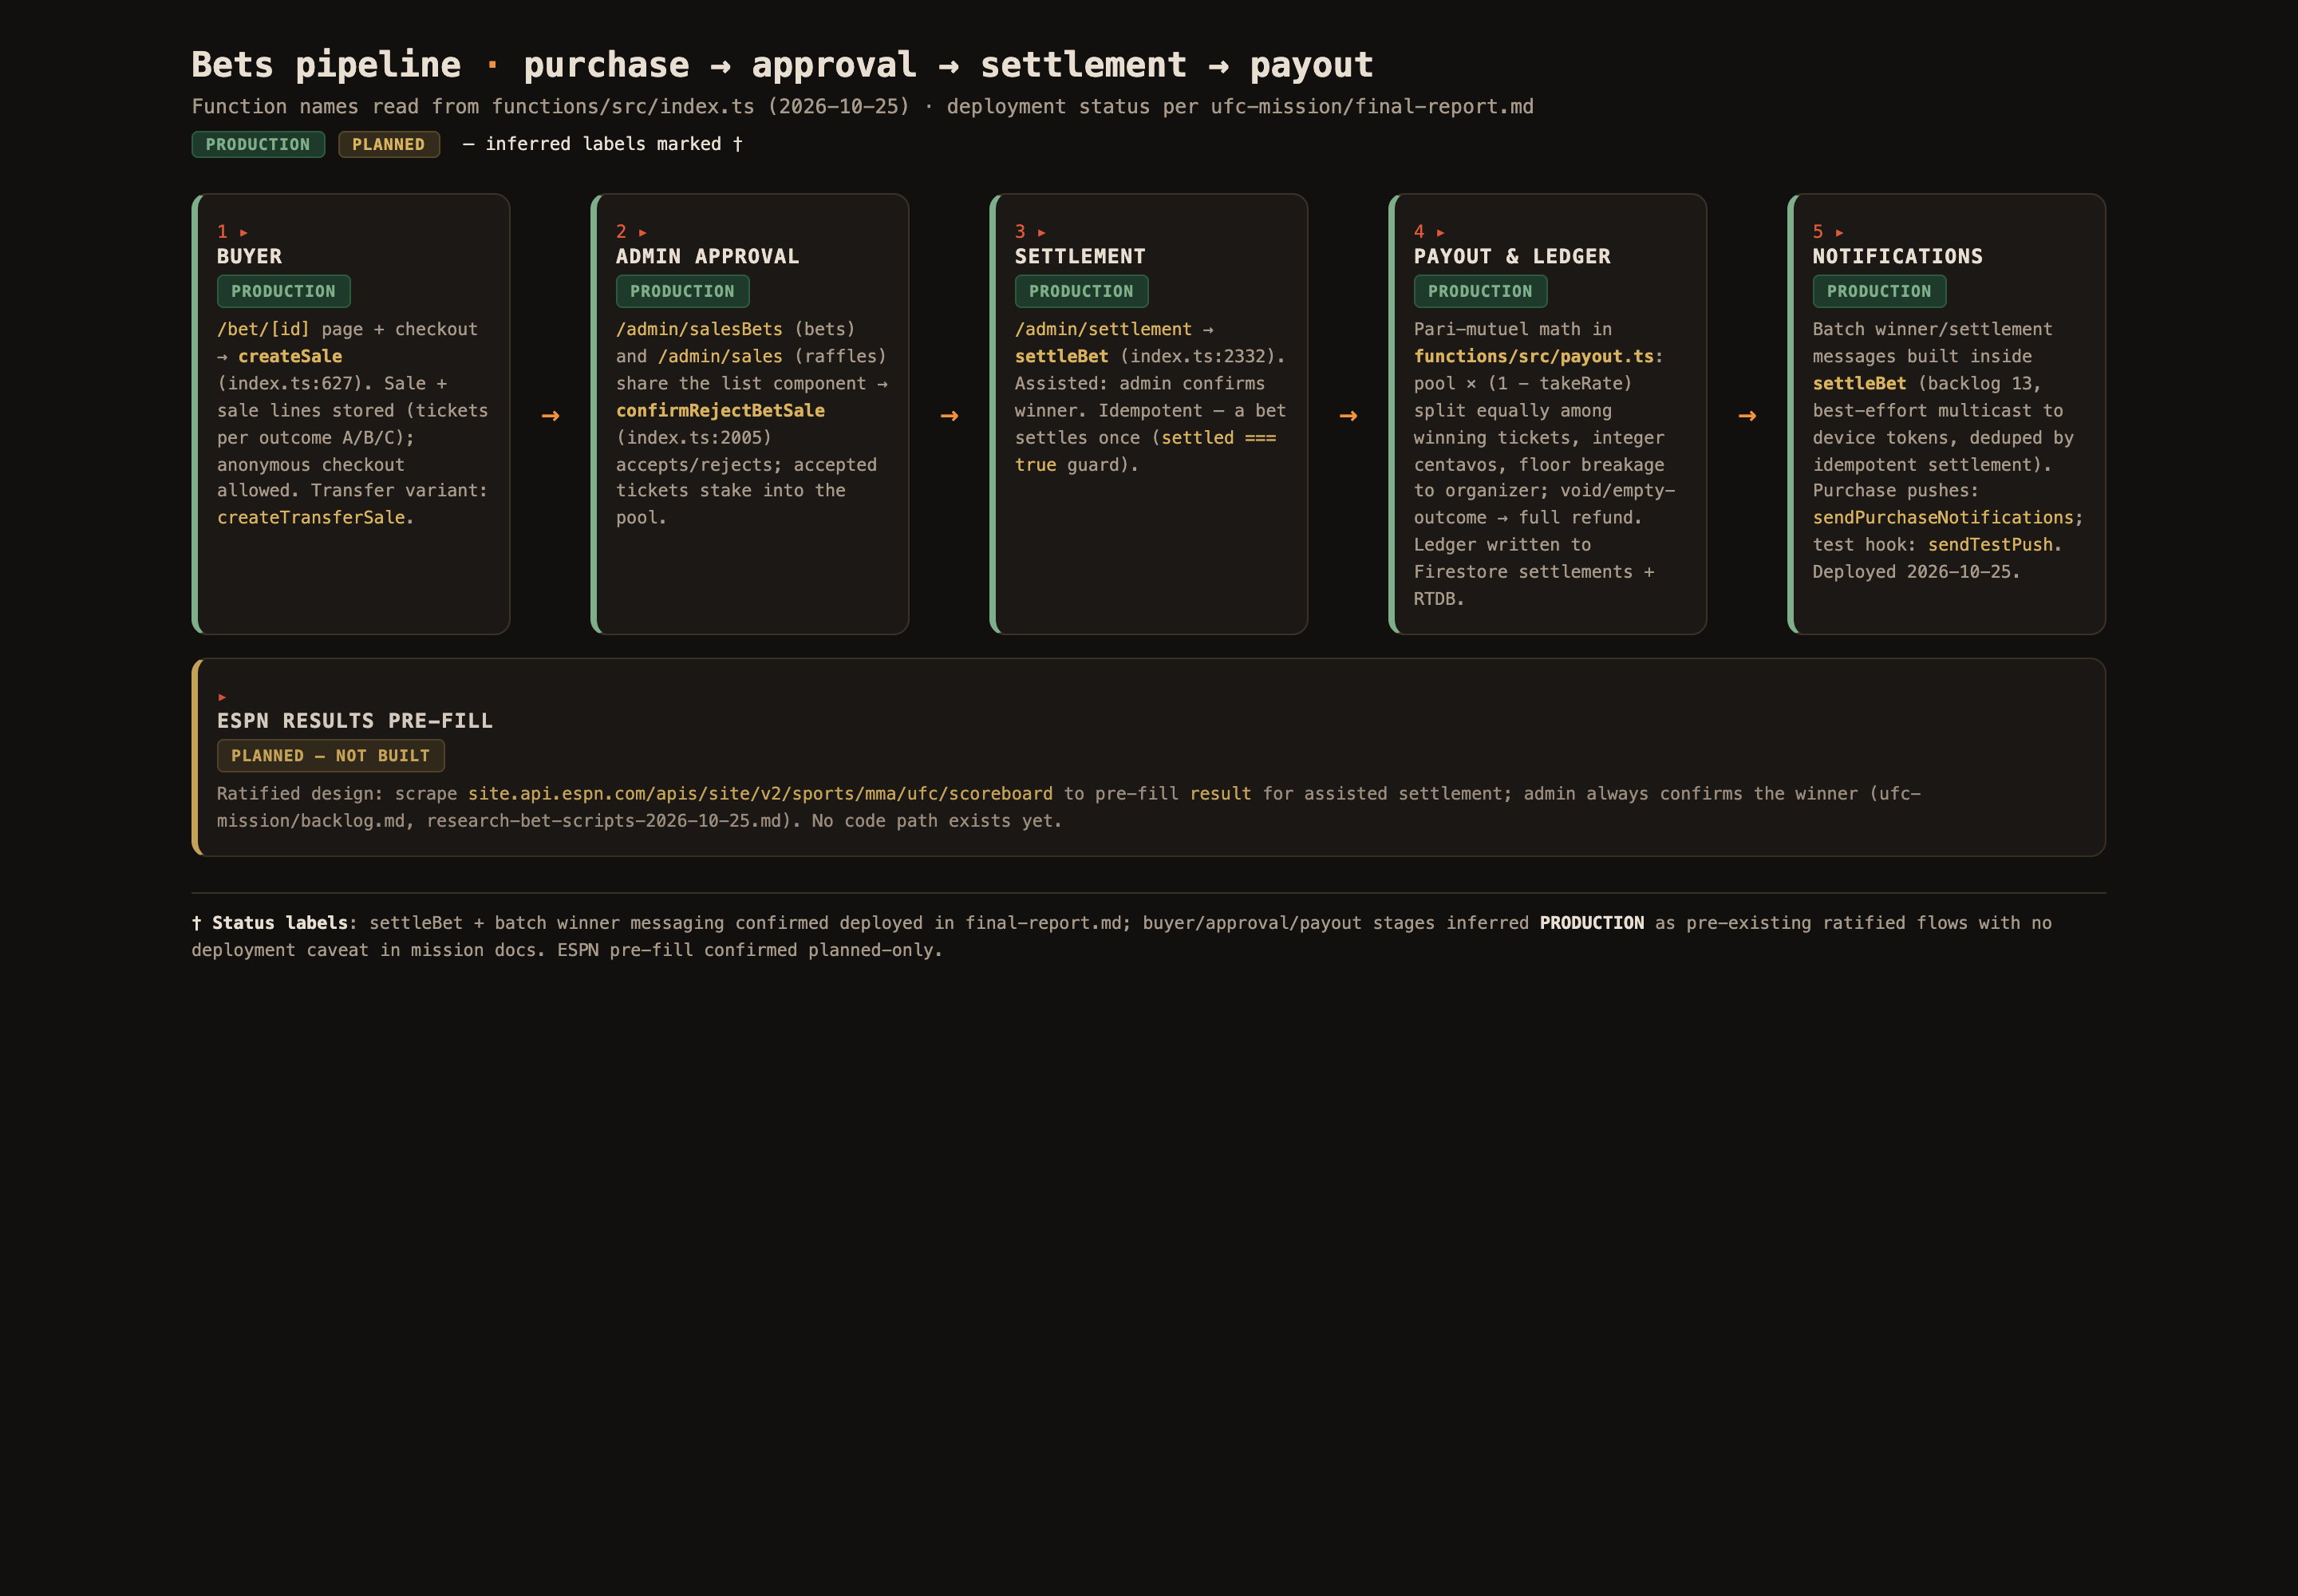 Bets pipeline · purchase → approval → settlement → payout
Function names read from functions/src/index.ts (2026-10-25) · deployment status per ufc-mission/final-report.md
PRODUCTION PLANNED — inferred labels marked †
1 ▸
BUYER
PRODUCTION
/bet/[id] page + checkout
→ createSale
(index.ts:627). Sale +
sale lines stored (tickets
per outcome A/B/C);
anonymous checkout
allowed. Transfer variant:
createTransferSale.
→
2 ▸
ADMIN APPROVAL
PRODUCTION
/admin/salesBets (bets)
and /admin/sales (raffles)
share the list component →
confirmRejectBetSale
(index.ts:2005)
accepts/rejects; accepted
tickets stake into the
pool.
→
3 ▸
SETTLEMENT
PRODUCTION
/admin/settlement →
settleBet (index.ts:2332).
Assisted: admin confirms
winner. Idempotent — a bet
settles once (settled ===
true guard).
→
4 ▸
PAYOUT & LEDGER
PRODUCTION
Pari-mutuel math in
functions/src/payout.ts:
pool × (1 − takeRate)
split equally among
winning tickets, integer
centavos, floor breakage
to organizer; void/empty-
outcome → full refund.
Ledger written to
Firestore settlements +
RTDB.
→
5 ▸
NOTIFICATIONS
PRODUCTION
Batch winner/settlement
messages built inside
settleBet (backlog 13,
best-effort multicast to
device tokens, deduped by
idempotent settlement).
Purchase pushes:
sendPurchaseNotifications;
test hook: sendTestPush.
Deployed 2026-10-25.
▸
ESPN RESULTS PRE-FILL
PLANNED — NOT BUILT
Ratified design: scrape site.api.espn.com/apis/site/v2/sports/mma/ufc/scoreboard to pre-fill result for assisted settlement; admin always confirms the winner (ufc-
mission/backlog.md, research-bet-scripts-2026-10-25.md). No code path exists yet.
† Status labels: settleBet + batch winner messaging confirmed deployed in final-report.md; buyer/approval/payout stages inferred PRODUCTION as pre-existing ratified flows with no
deployment caveat in mission docs. ESPN pre-fill confirmed planned-only.